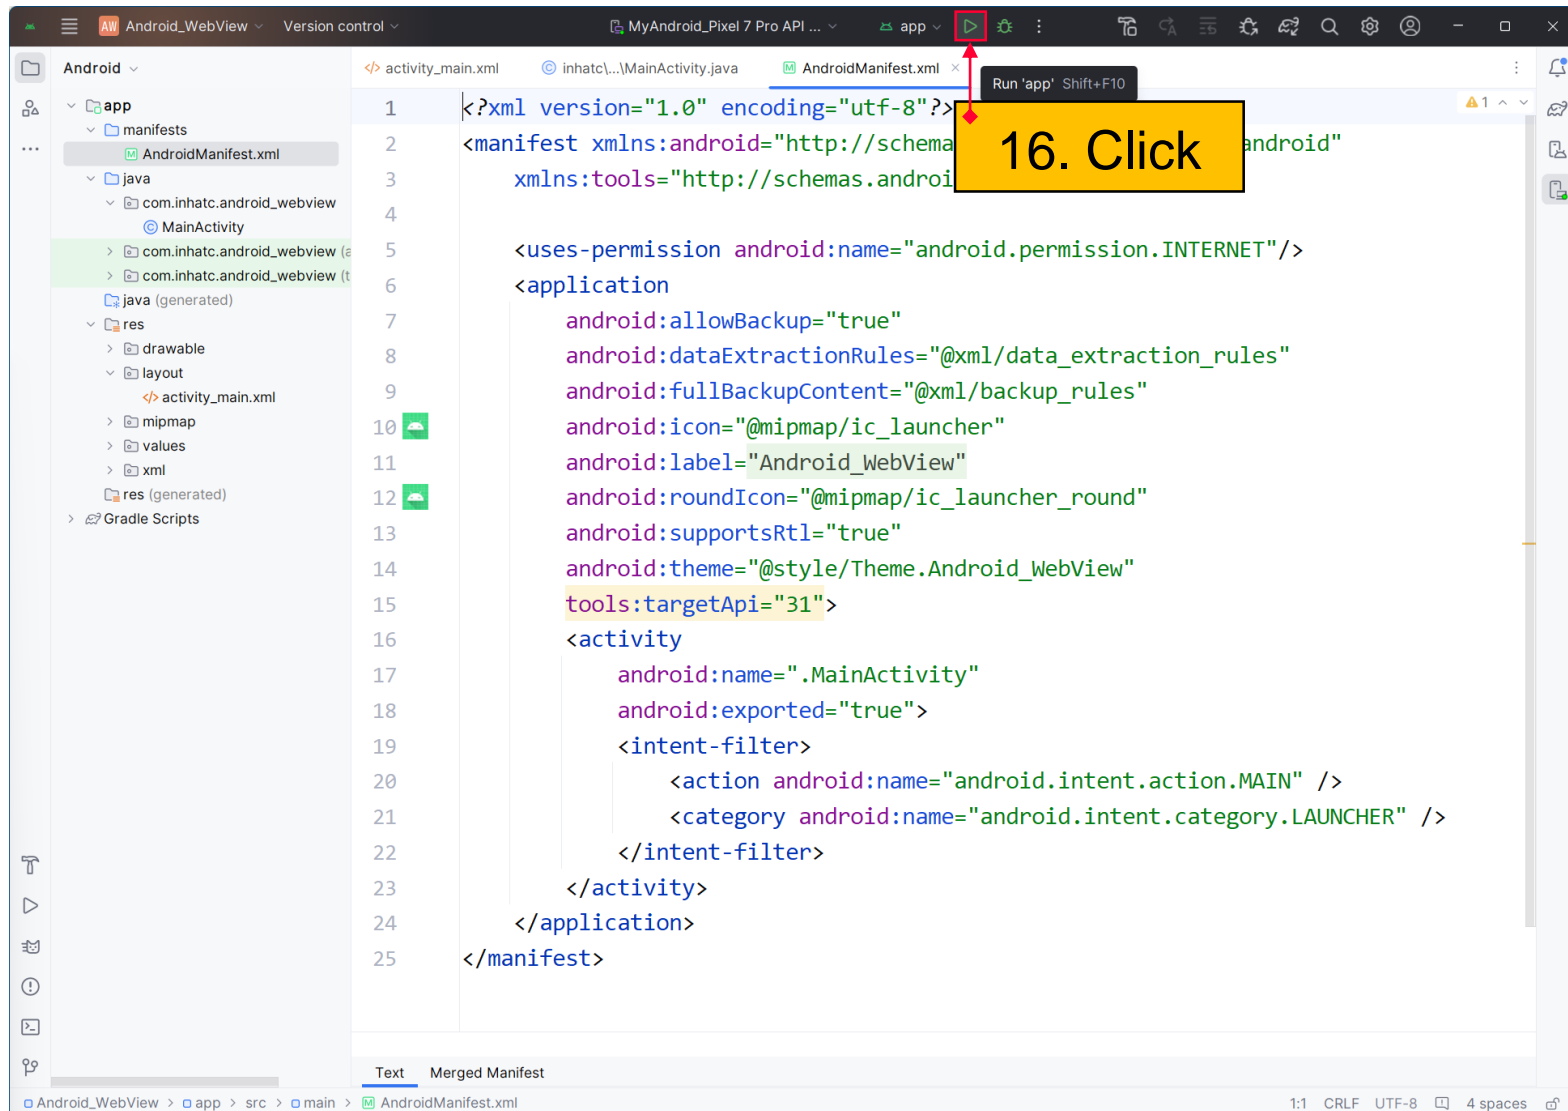 AW Android_WebView Version control MyAndroid_Pixel 7 Pro API ... app
Android
activity_main.xml inhatc\...\MainActivity.java AndroidManifest.xml
Run 'app' Shift+F10
16. Click
app
manifests
AndroidManifest.xml
java
com.inhatc.android_webview
MainActivity
com.inhatc.android_webview (a
com.inhatc.android_webview (t
java (generated)
res
drawable
layout
activity_main.xml
mipmap
values
xml
res (generated)
Gradle Scripts
1 <?xml version="1.0" encoding="utf-8"?>
2 <manifest xmlns:android="http://schema android"
3 xmlns:tools="http://schemas.androi
4
5 <uses-permission android:name="android.permission.INTERNET"/>
6 <application
7 android:allowBackup="true"
8 android:dataExtractionRules="@xml/data_extraction_rules"
9 android:fullBackupContent="@xml/backup_rules"
10 android:icon="@mipmap/ic_launcher"
11 android:label="Android_WebView"
12 android:roundIcon="@mipmap/ic_launcher_round"
13 android:supportsRtl="true"
14 android:theme="@style/Theme.Android_WebView"
15 tools:targetApi="31">
16 <activity
17 android:name=".MainActivity"
18 android:exported="true">
19 <intent-filter>
20 <action android:name="android.intent.action.MAIN" />
21 <category android:name="android.intent.category.LAUNCHER" />
22 </intent-filter>
23 </activity>
24 </application>
25 </manifest>
1
Text Merged Manifest
Android_WebView > app > src > main > AndroidManifest.xml 1:1 CRLF UTF-8 4 spaces